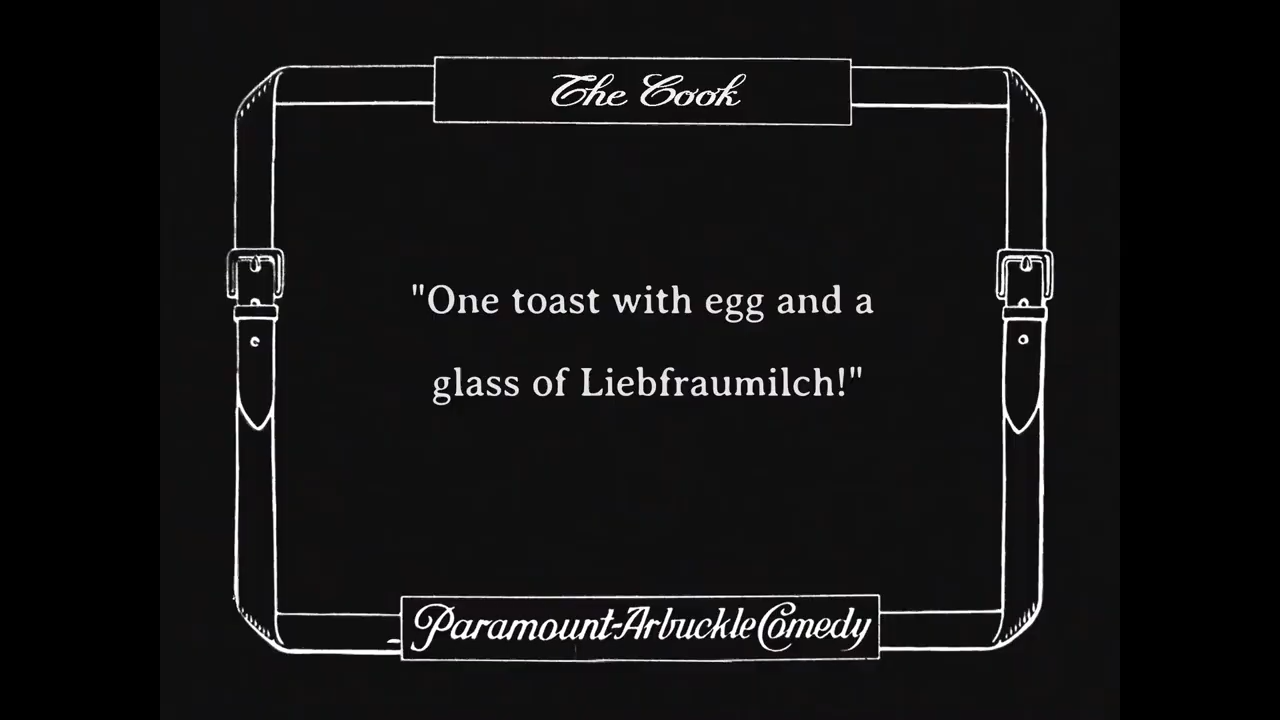 The Cook
"One toast with egg and a
glass of Liebfraumilch!"
Paramount-Arbuckle Comedy